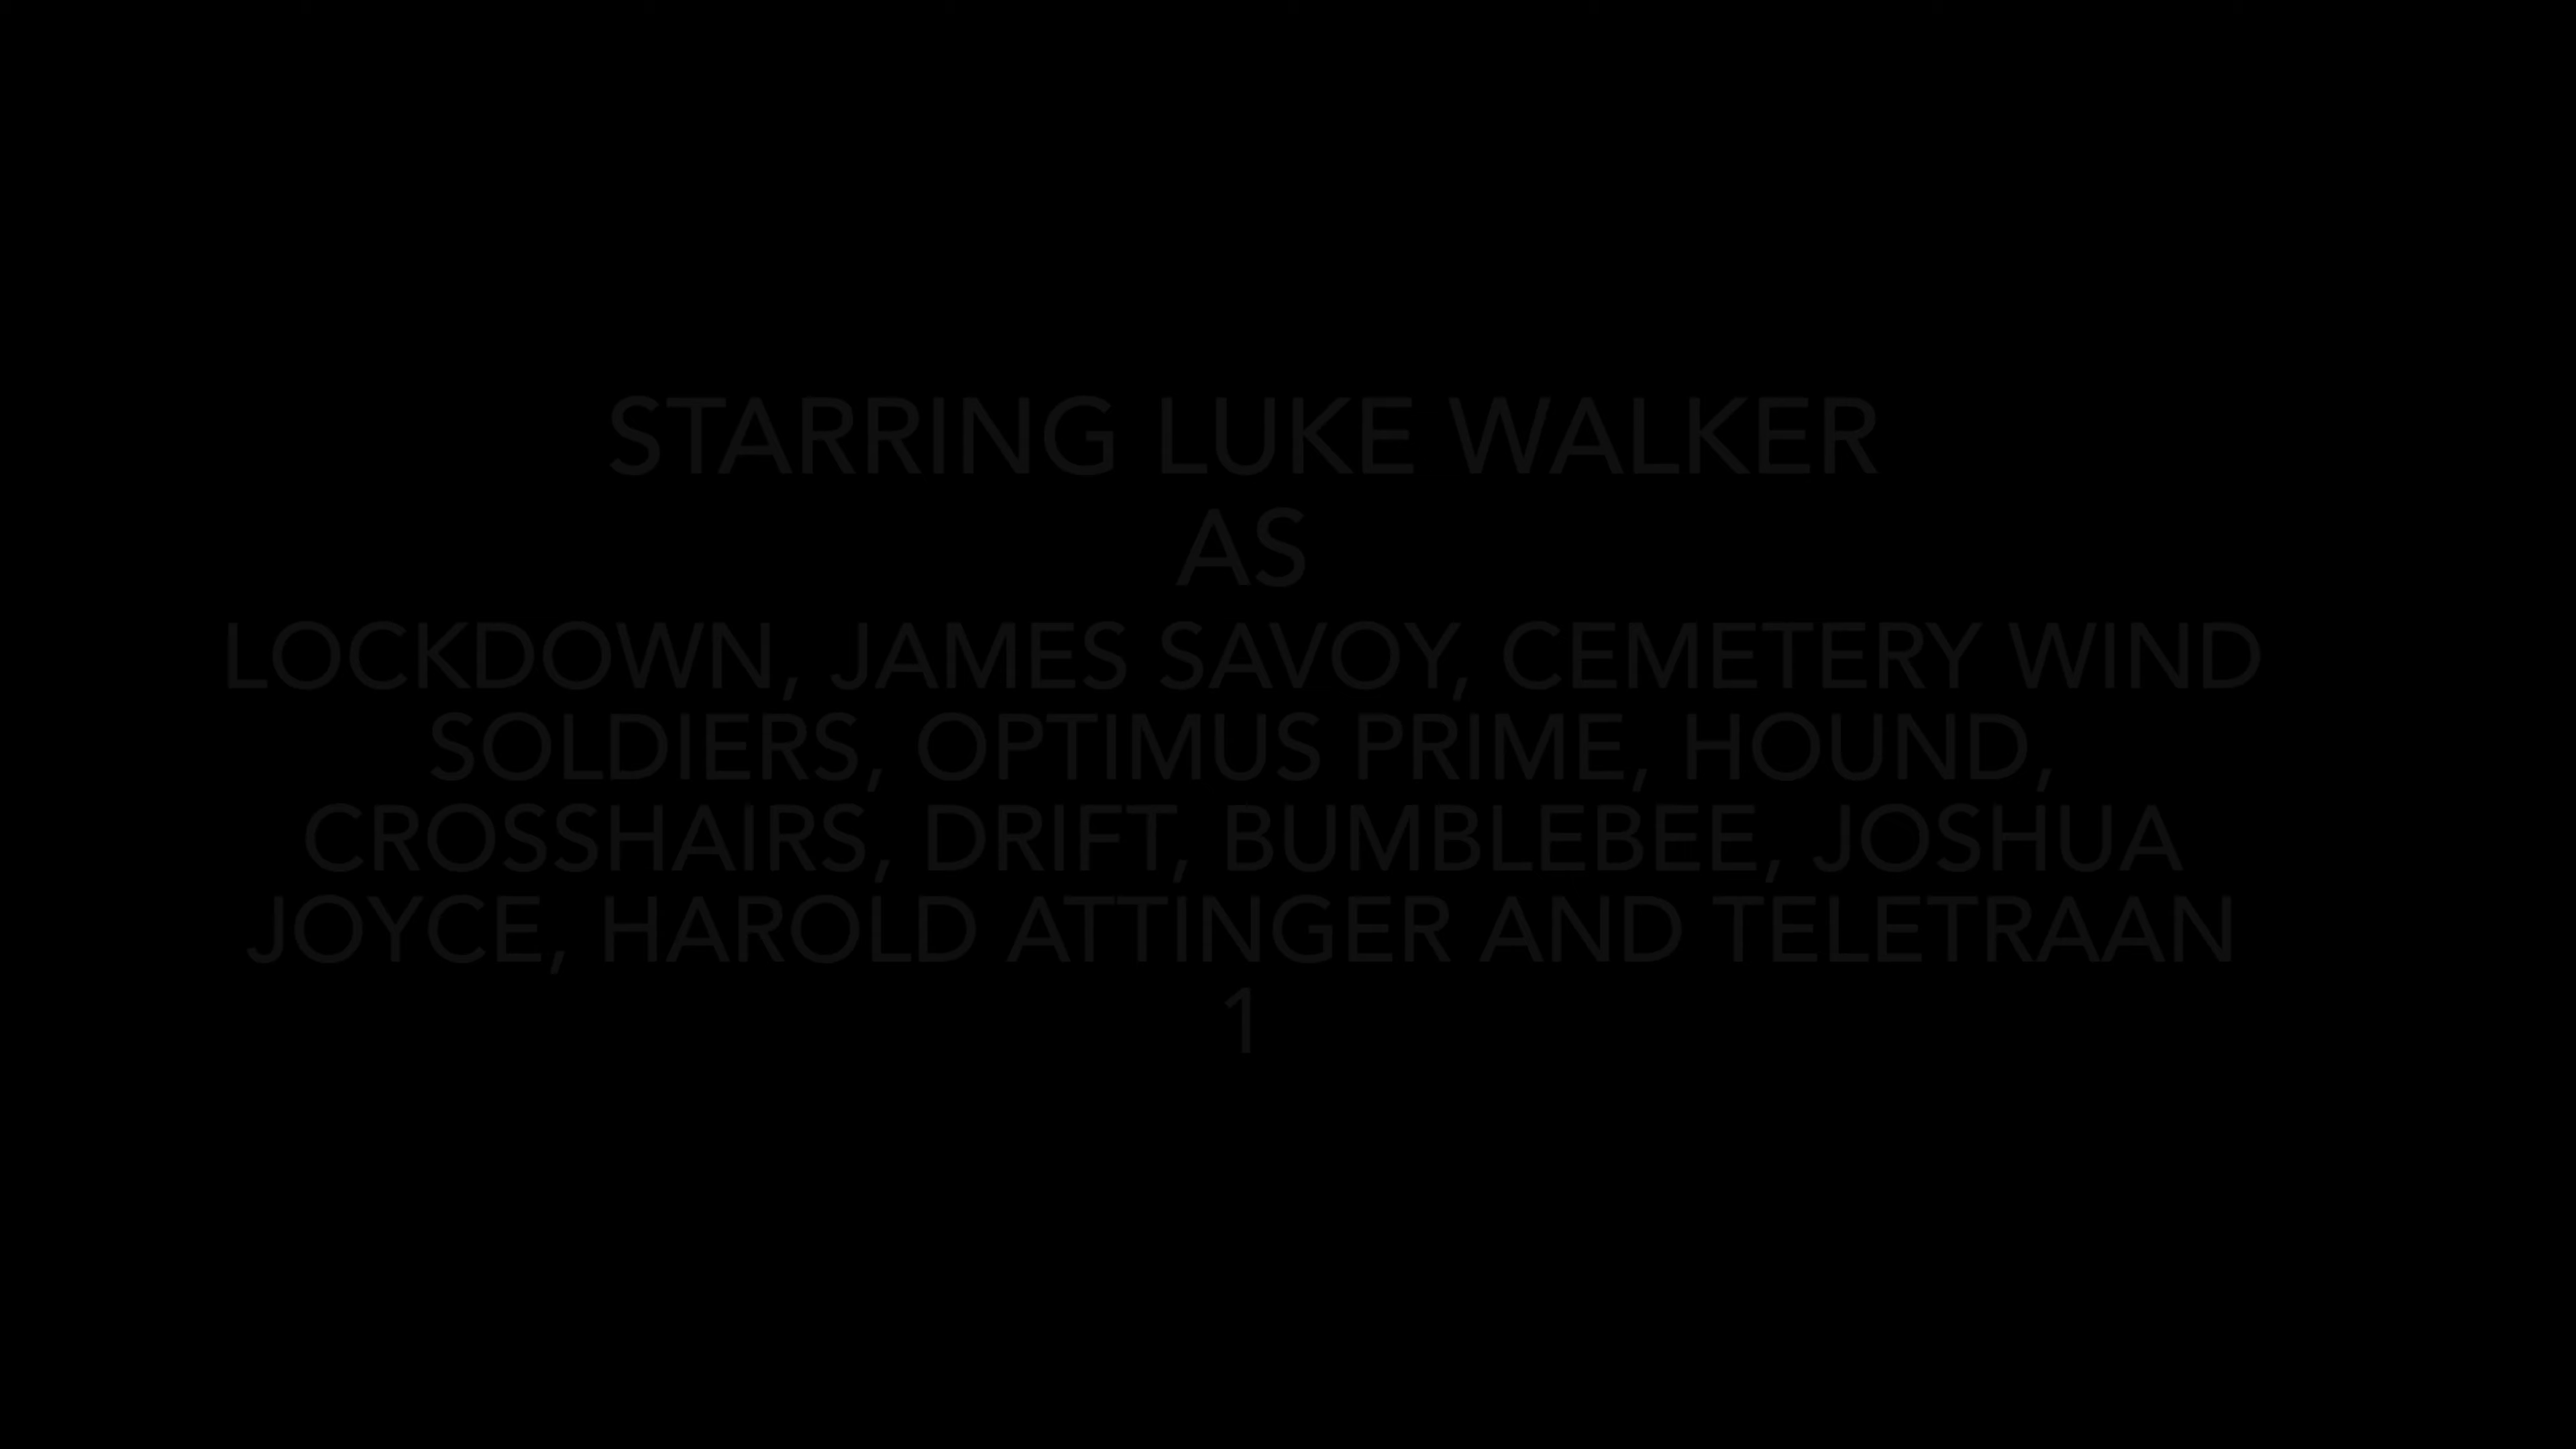 STARRING LUKE WALKER
AS
LOCKDOWN, JAMES SAVOY, CEMETERY WIND
SOLDIERS, OPTIMUS PRIME, HOUND,
CROSSHAIRS, DRIFT, BUMBLEBEE, JOSHUA
JOYCE, HAROLD ATTINGER AND TELETRAAN
1